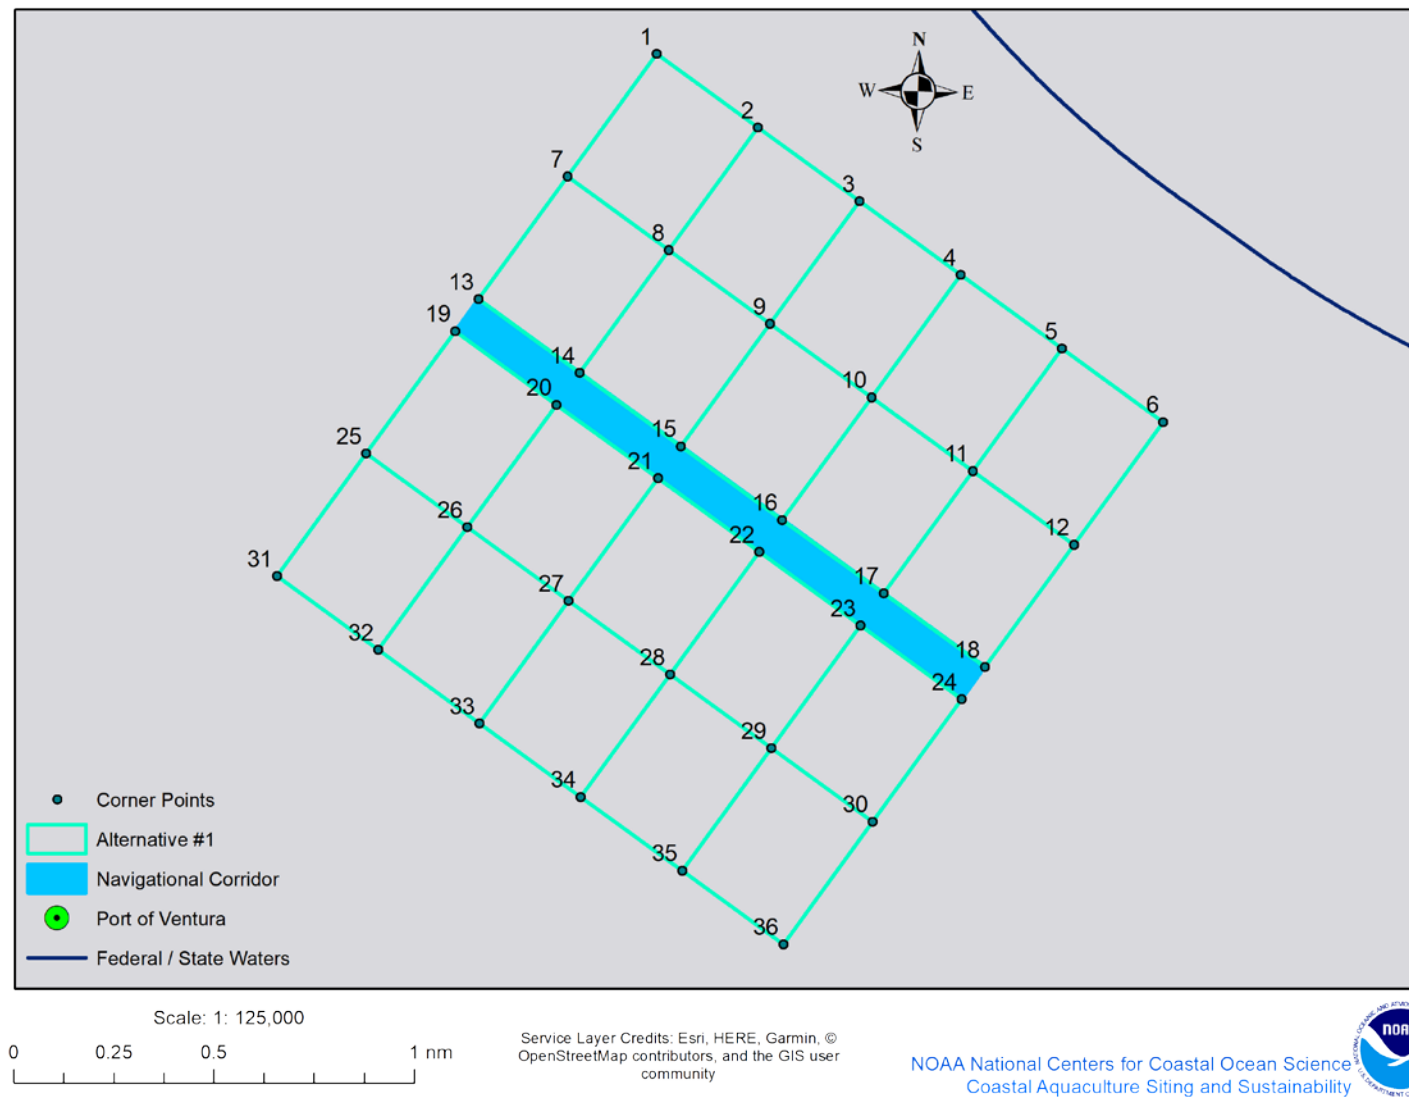 1
N
W E
S
2
7
3
8
4
13
9
19
5
14
10
20
6
15
25
11
21
16
26
12
22
31
17
27
23
32
18
28
24
33
29
34
30
35
36
Corner Points
Alternative #1
Navigational Corridor
Port of Ventura
Federal / State Waters
Scale: 1: 125,000
0 0.25 0.5 1 nm
Service Layer Credits: Esri, HERE, Garmin, ©
OpenStreetMap contributors, and the GIS user
community
NOAA National Centers for Coastal Ocean Science
Coastal Aquaculture Siting and Sustainability